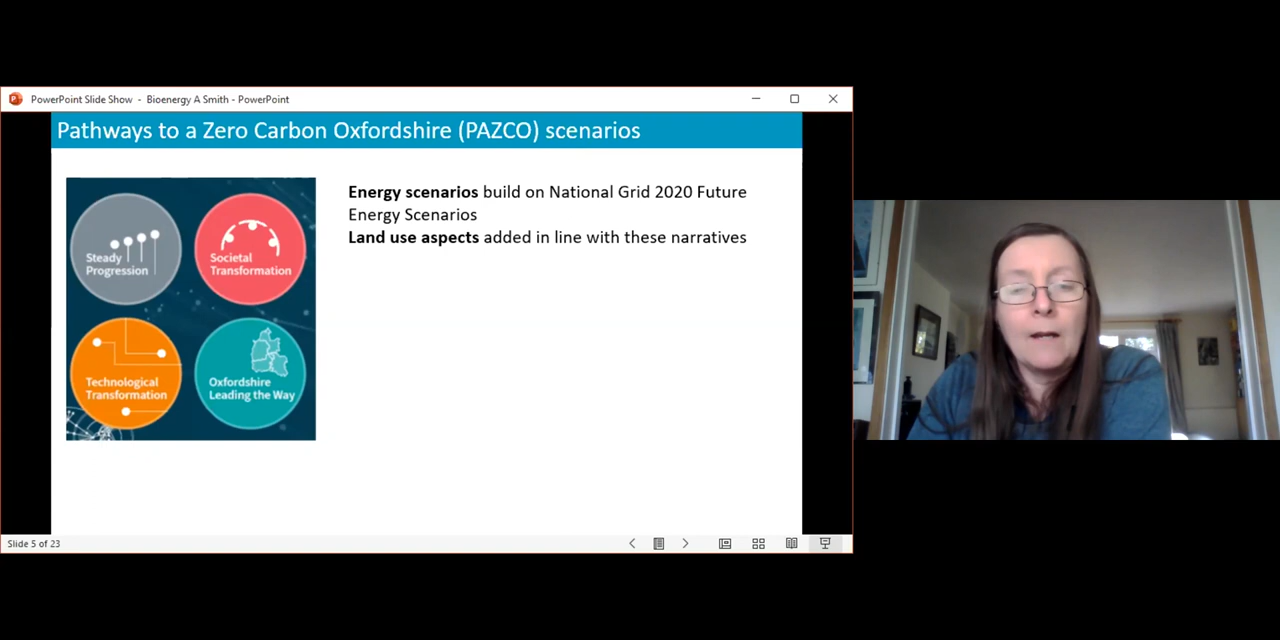 PowerPoint Slide Show - Bioenergy A Smith - PowerPoint
Pathways to a Zero Carbon Oxfordshire (PAZCO) scenarios
Steady
Progression
Societal
Transformation
Technological
Transformation
Oxfordshire
Leading the Way
Energy scenarios build on National Grid 2020 Future
Energy Scenarios
Land use aspects added in line with these narratives
Slide 5 of 23